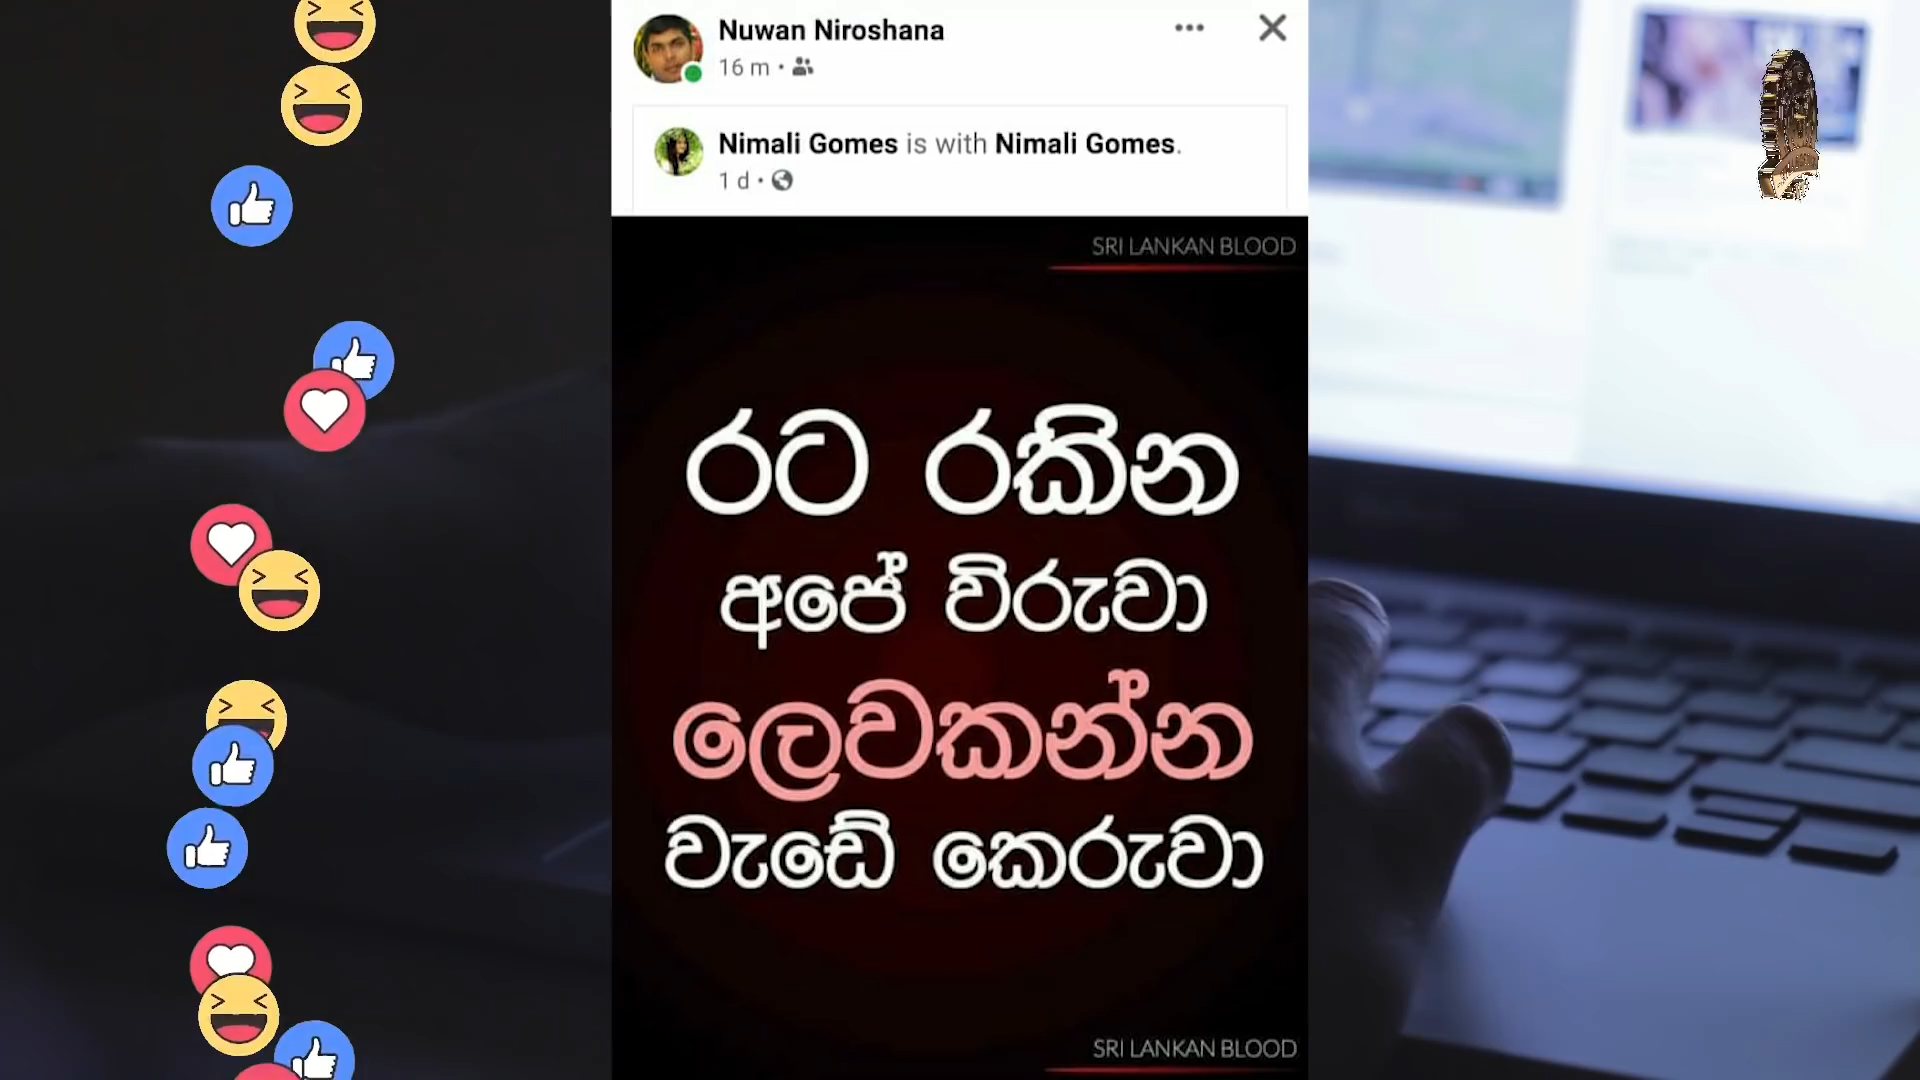 Nuwan Niroshana
16 m
Nimali Gomes is with Nimali Gomes.
1 d
SRI LANKAN BLOOD
රට රකින
අපේ විරුවා
ලෙවකන්න
වැඩේ කෙරුවා
SRI LANKAN BLOOD